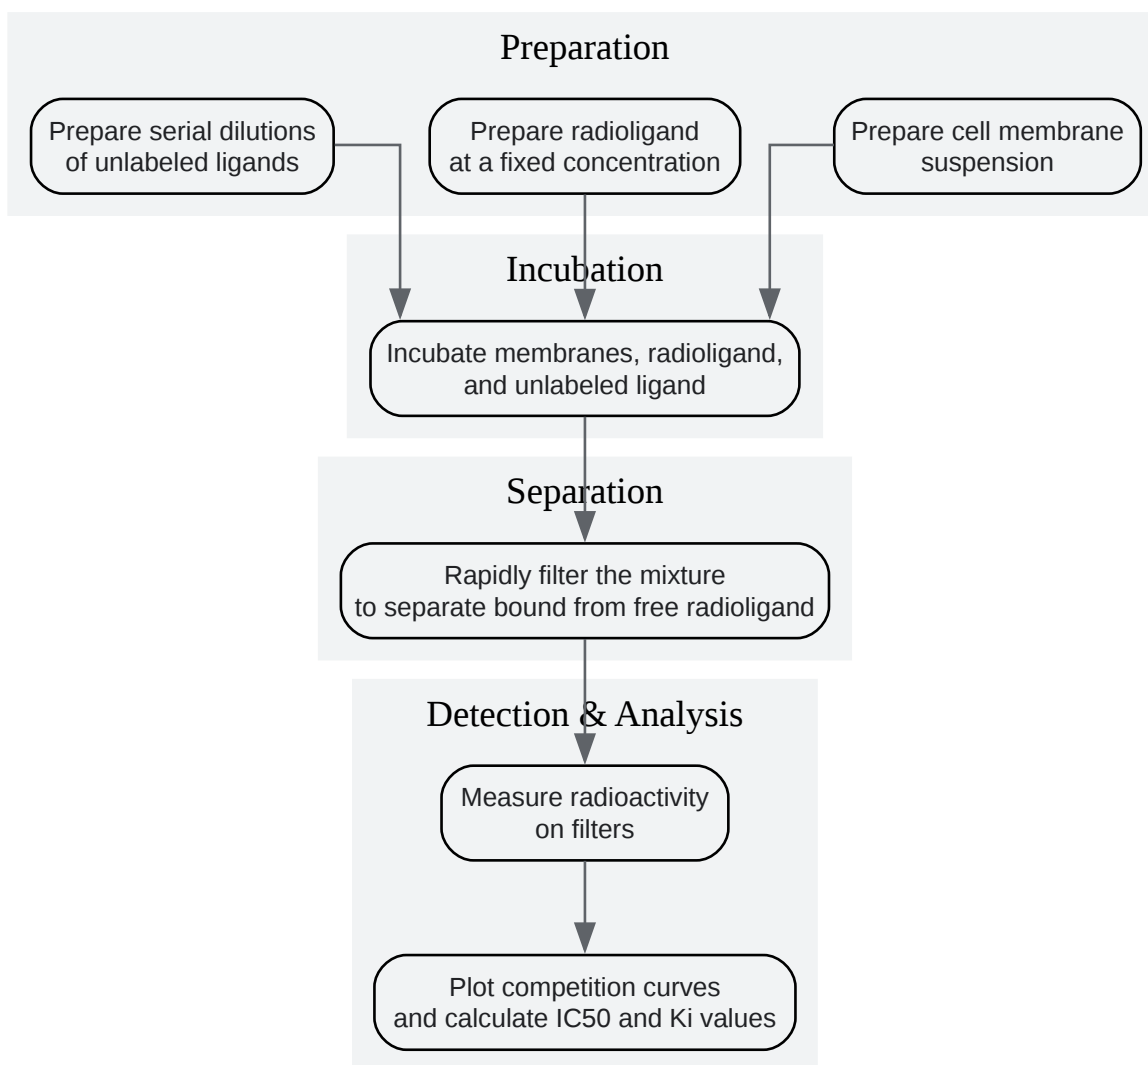 Preparation
Prepare serial dilutions
of unlabeled ligands
Prepare radioligand
at a fixed concentration
Prepare cell membrane
suspension
Incubation
Incubate membranes, radioligand,
and unlabeled ligand
Separation
Rapidly filter the mixture
to separate bound from free radioligand
Detection & Analysis
Measure radioactivity
on filters
Plot competition curves
and calculate IC50 and Ki values